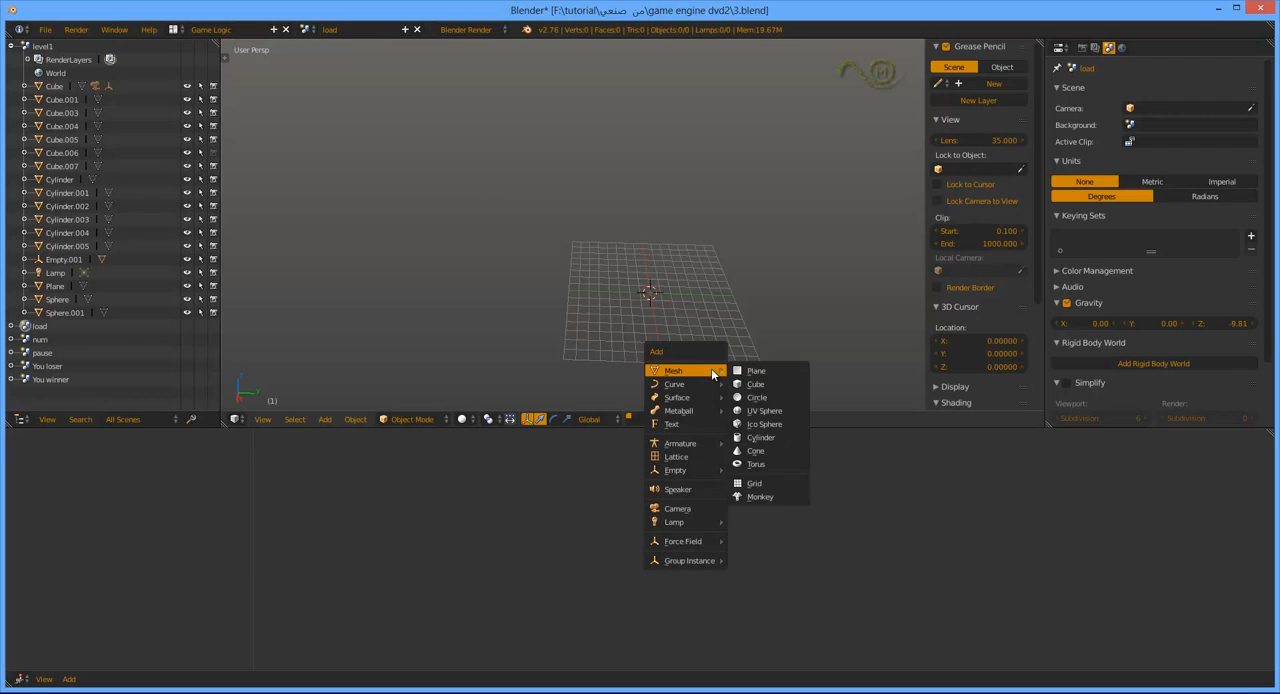 Blender* [F:\tutorial\من صنعي\game engine dvd2\3.blend]
File Render Window Help Game Logic load Blender Render v2.76 | Verts:0 | Faces:0 | Tris:0 | Objects:0/0 | Lamps:0/0 | Mem:19.67M
level1
RenderLayers
World
Cube
Cube.001
Cube.003
Cube.004
Cube.005
Cube.006
Cube.007
Cylinder
Cylinder.001
Cylinder.002
Cylinder.003
Cylinder.004
Cylinder.005
Empty.001
Lamp
Plane
Sphere
Sphere.001
load
num
pause
You loser
You winner
View Search All Scenes
User Persp
(1)
View Select Add Object Object Mode Global
Add
Mesh
Curve
Surface
Metaball
Text
Armature
Lattice
Empty
Speaker
Camera
Lamp
Force Field
Group Instance
Plane
Cube
Circle
UV Sphere
Ico Sphere
Cylinder
Cone
Torus
Grid
Monkey
Grease Pencil
Scene Object
New
New Layer
View
Lens: 35.000
Lock to Object:
Lock to Cursor
Lock Camera to View
Clip:
Start: 0.100
End: 1000.000
Local Camera:
Render Border
3D Cursor
Location:
X: 0.00000
Y: 0.00000
Z: 0.00000
Display
Shading
load
Scene
Camera:
Background:
Active Clip:
Units
None Metric Imperial
Degrees Radians
Keying Sets
Color Management
Audio
Gravity
X: 0.00 Y: 0.00 Z: -9.81
Rigid Body World
Add Rigid Body World
Simplify
Viewport: Render:
Subdivision 6 Subdivision: 0
View Add